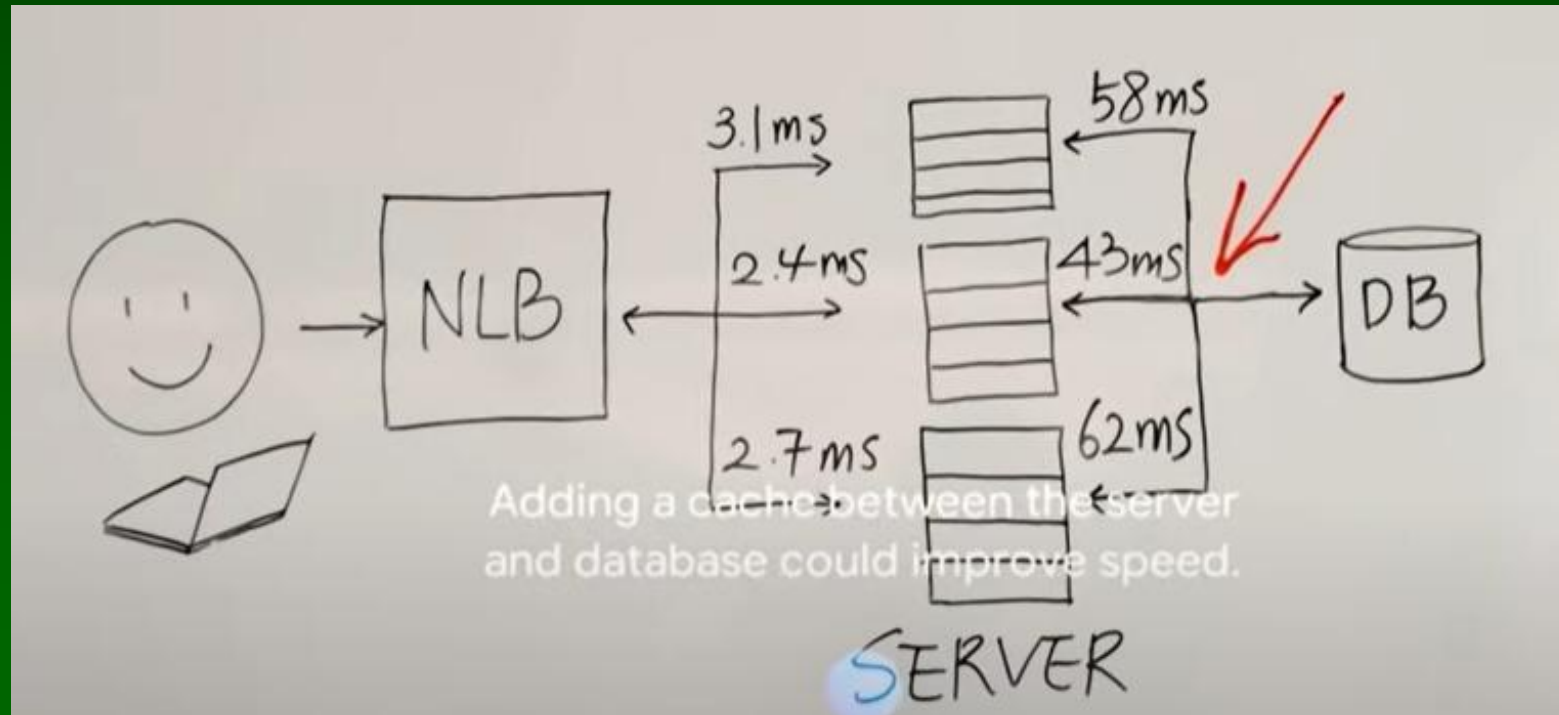 58ms
3.1ms
43ms
2.4ms
NLB
DB
62ms
2.7ms
Adding a cache between the server
and database could improve speed.
SERVER